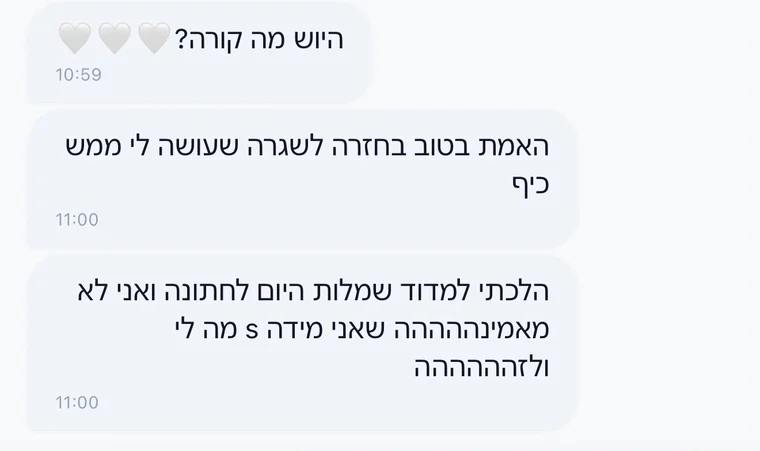 היוש מה קורה?🤍🤍🤍
10:59
האמת בטוב בחזרה לשגרה שעושה לי ממש
כיף
11:00
הלכתי למדוד שמלות היום לחתונה ואני לא
מאמינהההההה שאני מידה s מה לי
ולזההההההה
11:00